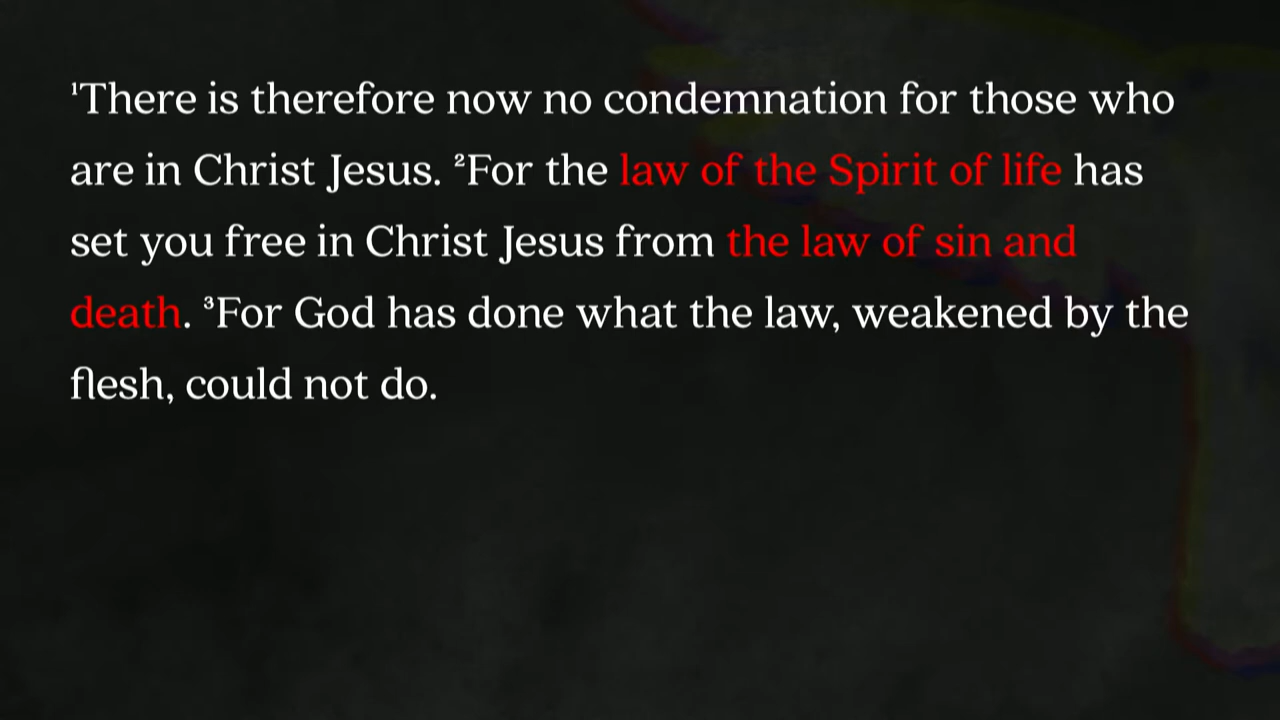 ¹There is therefore now no condemnation for those who
are in Christ Jesus. ²For the law of the Spirit of life has
set you free in Christ Jesus from the law of sin and
death. ³For God has done what the law, weakened by the
flesh, could not do.